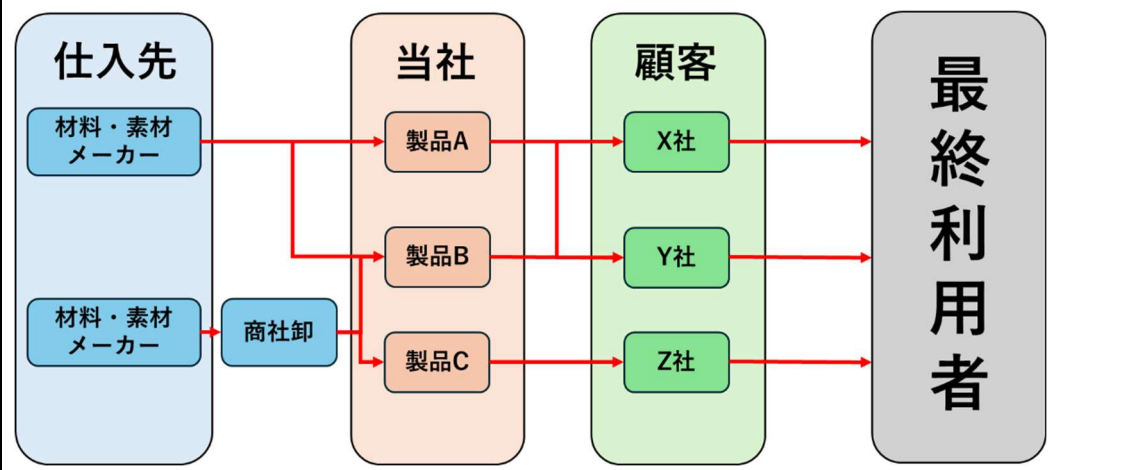 仕入先
材料・素材
メーカー
材料・素材
メーカー
商社卸
当社
製品A
製品B
製品C
顧客
X社
Y社
Z社
最終利用者